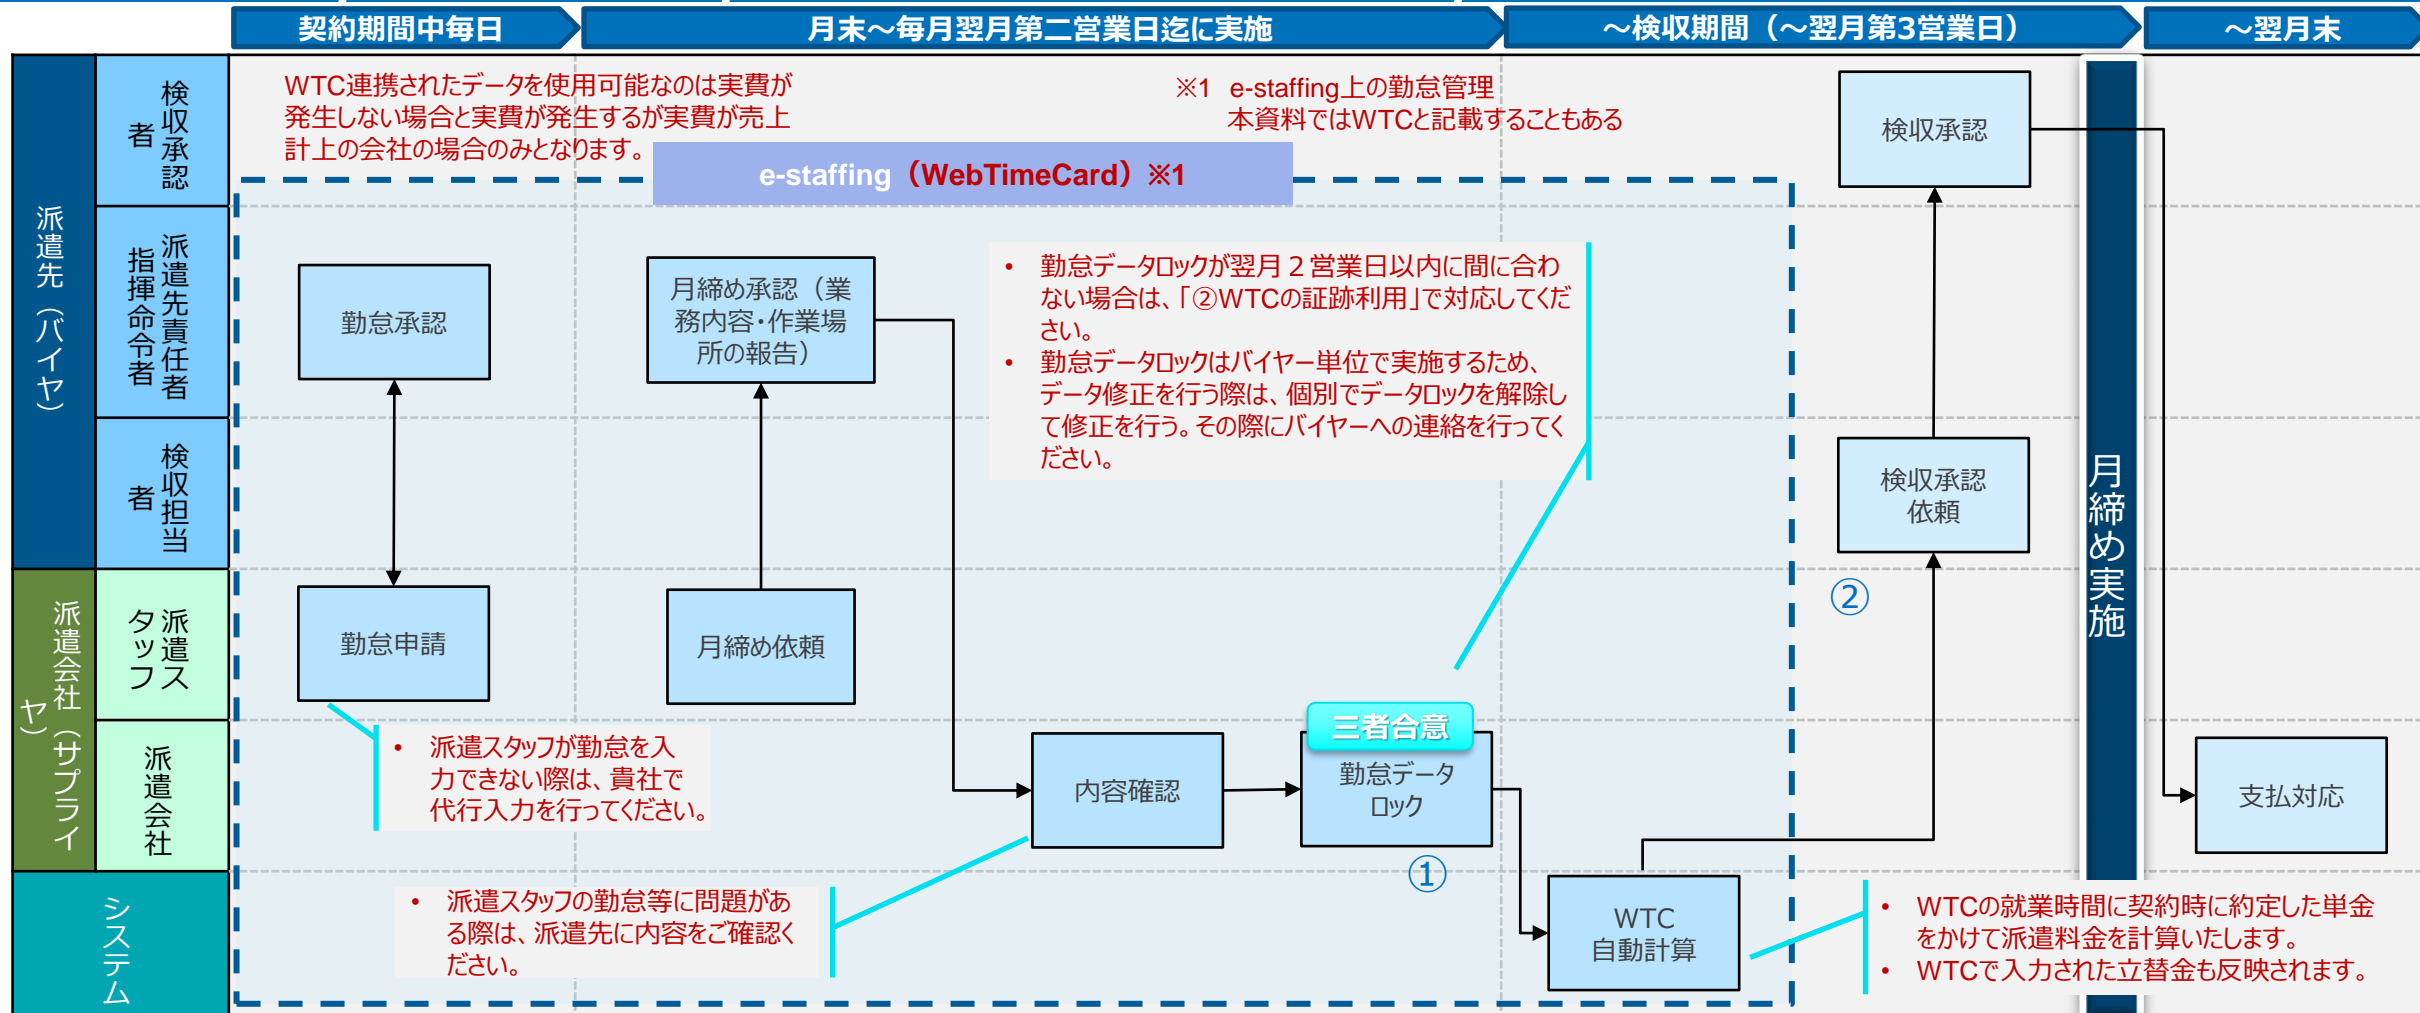 契約期間中毎日
月末～毎月翌月第二営業日迄に実施
～検収期間（～翌月第3営業日）
～翌月末
WTC連携されたデータを使用可能なのは実費が
発生しない場合と実費が発生するが実費が売上
計上の会社の場合のみとなります。
※1 e-staffing上の勤怠管理
本資料ではWTCと記載することもある
e-staffing（WebTimeCard）※1
派遣先（バイヤ）
検収承認
者
派遣先責任者
指揮命令者
検収担当
者
派遣会社（サプライ
ヤ）
派遣ス
タッフ
派遣会社
システム
勤怠承認
月締め承認（業
務内容・作業場
所の報告）
• 勤怠データロックが翌月２営業日以内に間に合わ
ない場合は、「②WTCの証跡利用」で対応してくだ
さい。
• 勤怠データロックはバイヤー単位で実施するため、
データ修正を行う際は、個別でデータロックを解除し
て修正を行う。その際にバイヤーへの連絡を行ってく
ださい。
検収承認
検収承認
依頼
②
月締め実施
勤怠申請
月締め依頼
• 派遣スタッフが勤怠を入
力できない際は、貴社で
代行入力を行ってください。
内容確認
三者合意
勤怠データ
ロック
①
支払対応
• 派遣スタッフの勤怠等に問題があ
る際は、派遣先に内容をご確認く
ださい。
WTC
自動計算
• WTCの就業時間に契約時に約定した単金
をかけて派遣料金を計算いたします。
• WTCで入力された立替金も反映されます。